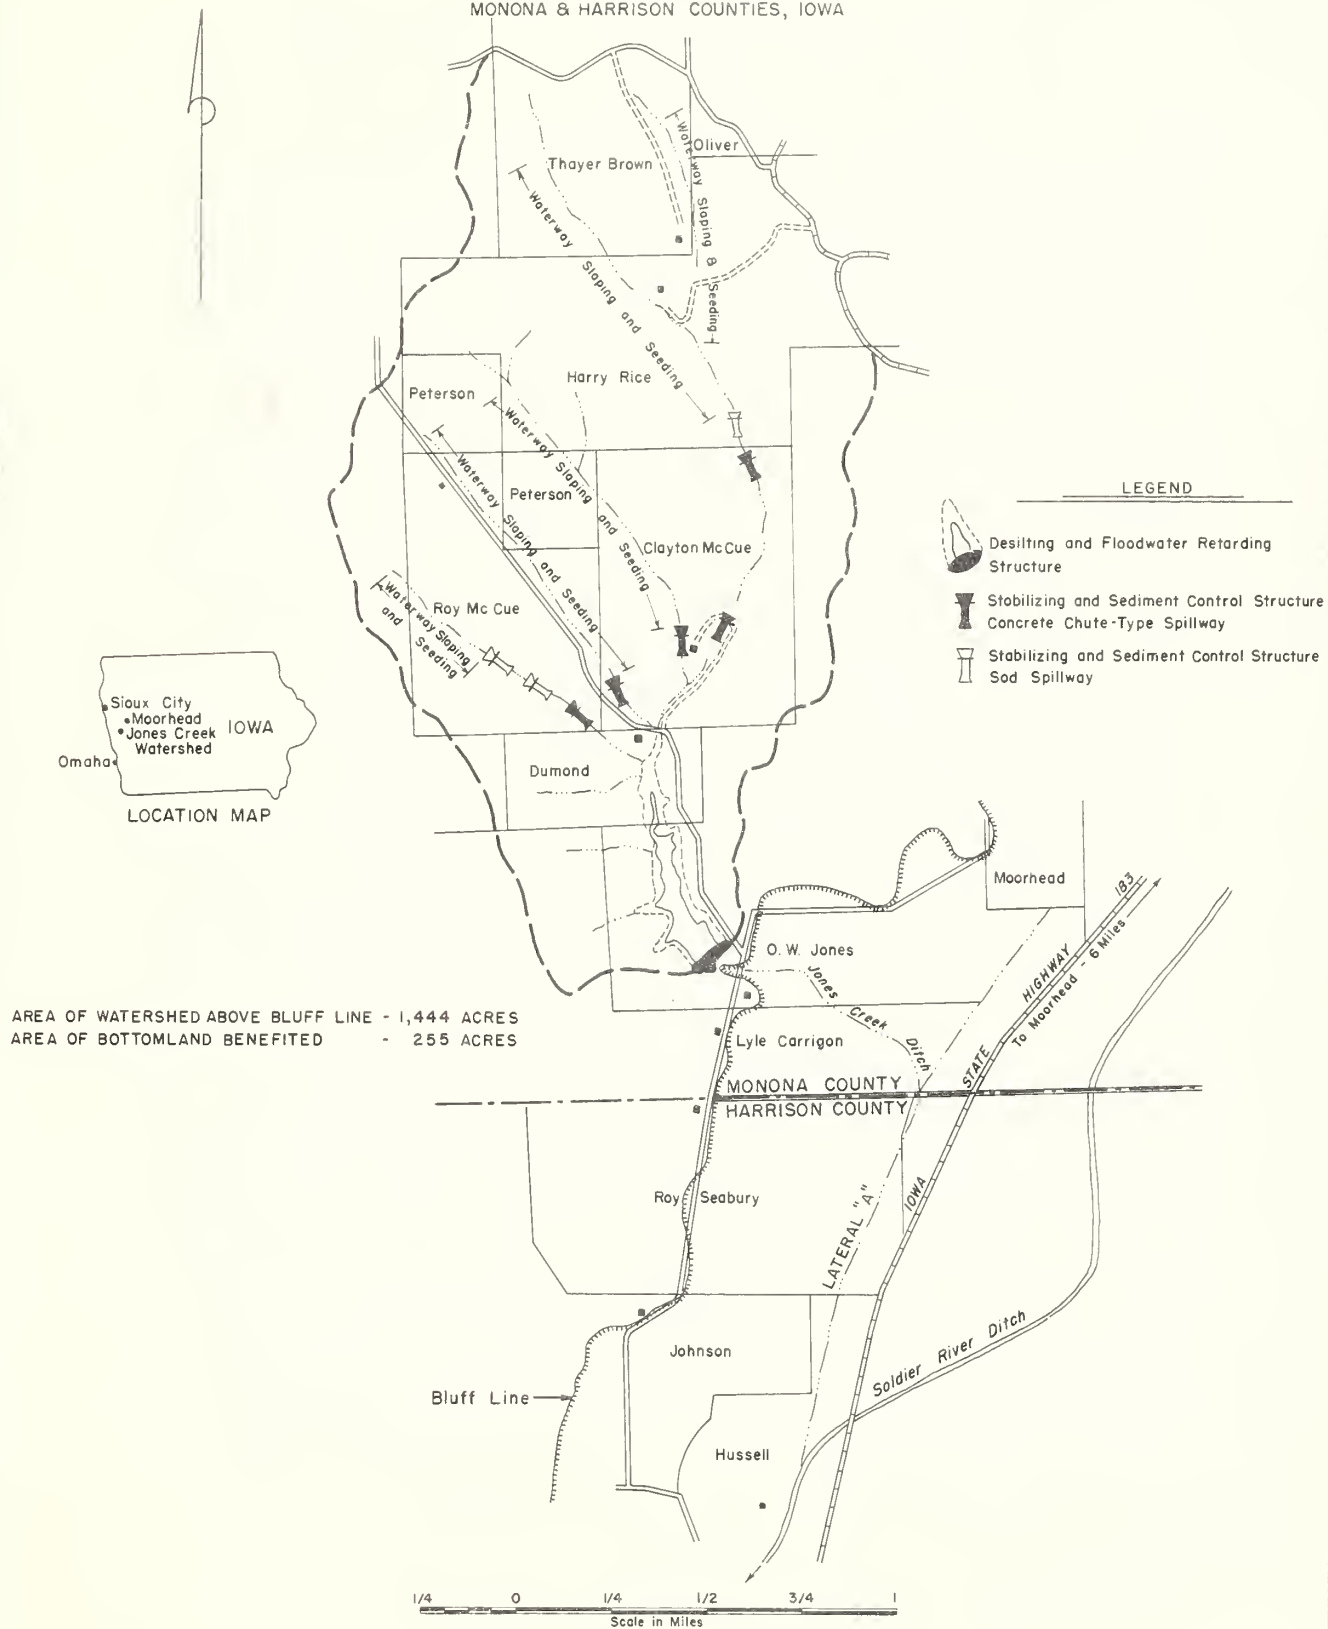 MONONA & HARRISON COUNTIES, IOWA
Oliver
Thayer Brown
Waterway Sloping & Seeding
Waterway Sloping and Seeding
Harry Rice
Peterson
Waterway Sloping and Seeding
Waterway Sloping and Seeding
Peterson
Clayton McCue
Roy Mc Cue
Waterway Sloping
and Seeding
Dumond
LEGEND
Desilting and Floodwater Retarding
Structure
Stobilizing and Sediment Control Structure
Concrete Chute-Type Spillway
Stabilizing and Sediment Control Structure
Sod Spillway
Sioux City
Moorhead
Jones Creek
Watershed
IOWA
Omaha
LOCATION MAP
Moorhead
183
O. W. Jones
Jones Creek Ditch
IOWA STATE HIGHWAY
To Moorhead - 6 Miles
AREA OF WATERSHED ABOVE BLUFF LINE - 1,444 ACRES
AREA OF BOTTOMLAND BENEFITED - 255 ACRES
Lyle Carrigon
MONONA COUNTY
HARRISON COUNTY
Roy Seabury
LATERAL "A"
Johnson
Soldier River Ditch
Bluff Line
Hussell
1/4 0 1/4 1/2 3/4 1
Scale in Miles